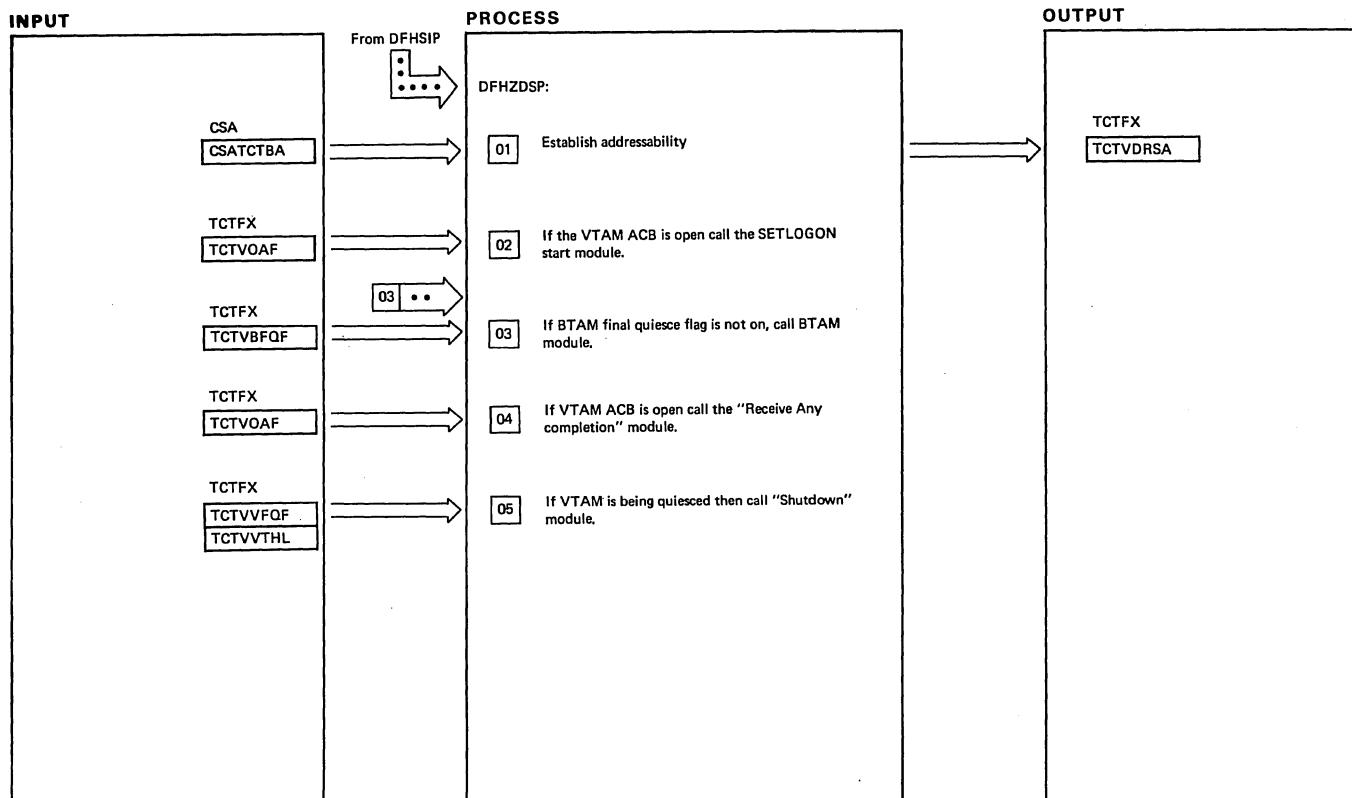 INPUT
PROCESS
OUTPUT
From DFHSIP
DFHZDSP:
CSA
CSATCTBA
01
Establish addressability
TCTFX
TCTVDRSA
TCTFX
TCTVOAF
02
If the VTAM ACB is open call the SETLOGON
start module.
03
TCTFX
TCTVBFQF
03
If BTAM final quiesce flag is not on, call BTAM
module.
TCTFX
TCTVOAF
04
If VTAM ACB is open call the "Receive Any
completion" module.
TCTFX
TCTVVFQF
TCTVVTHL
05
If VTAM is being quiesced then call "Shutdown"
module.